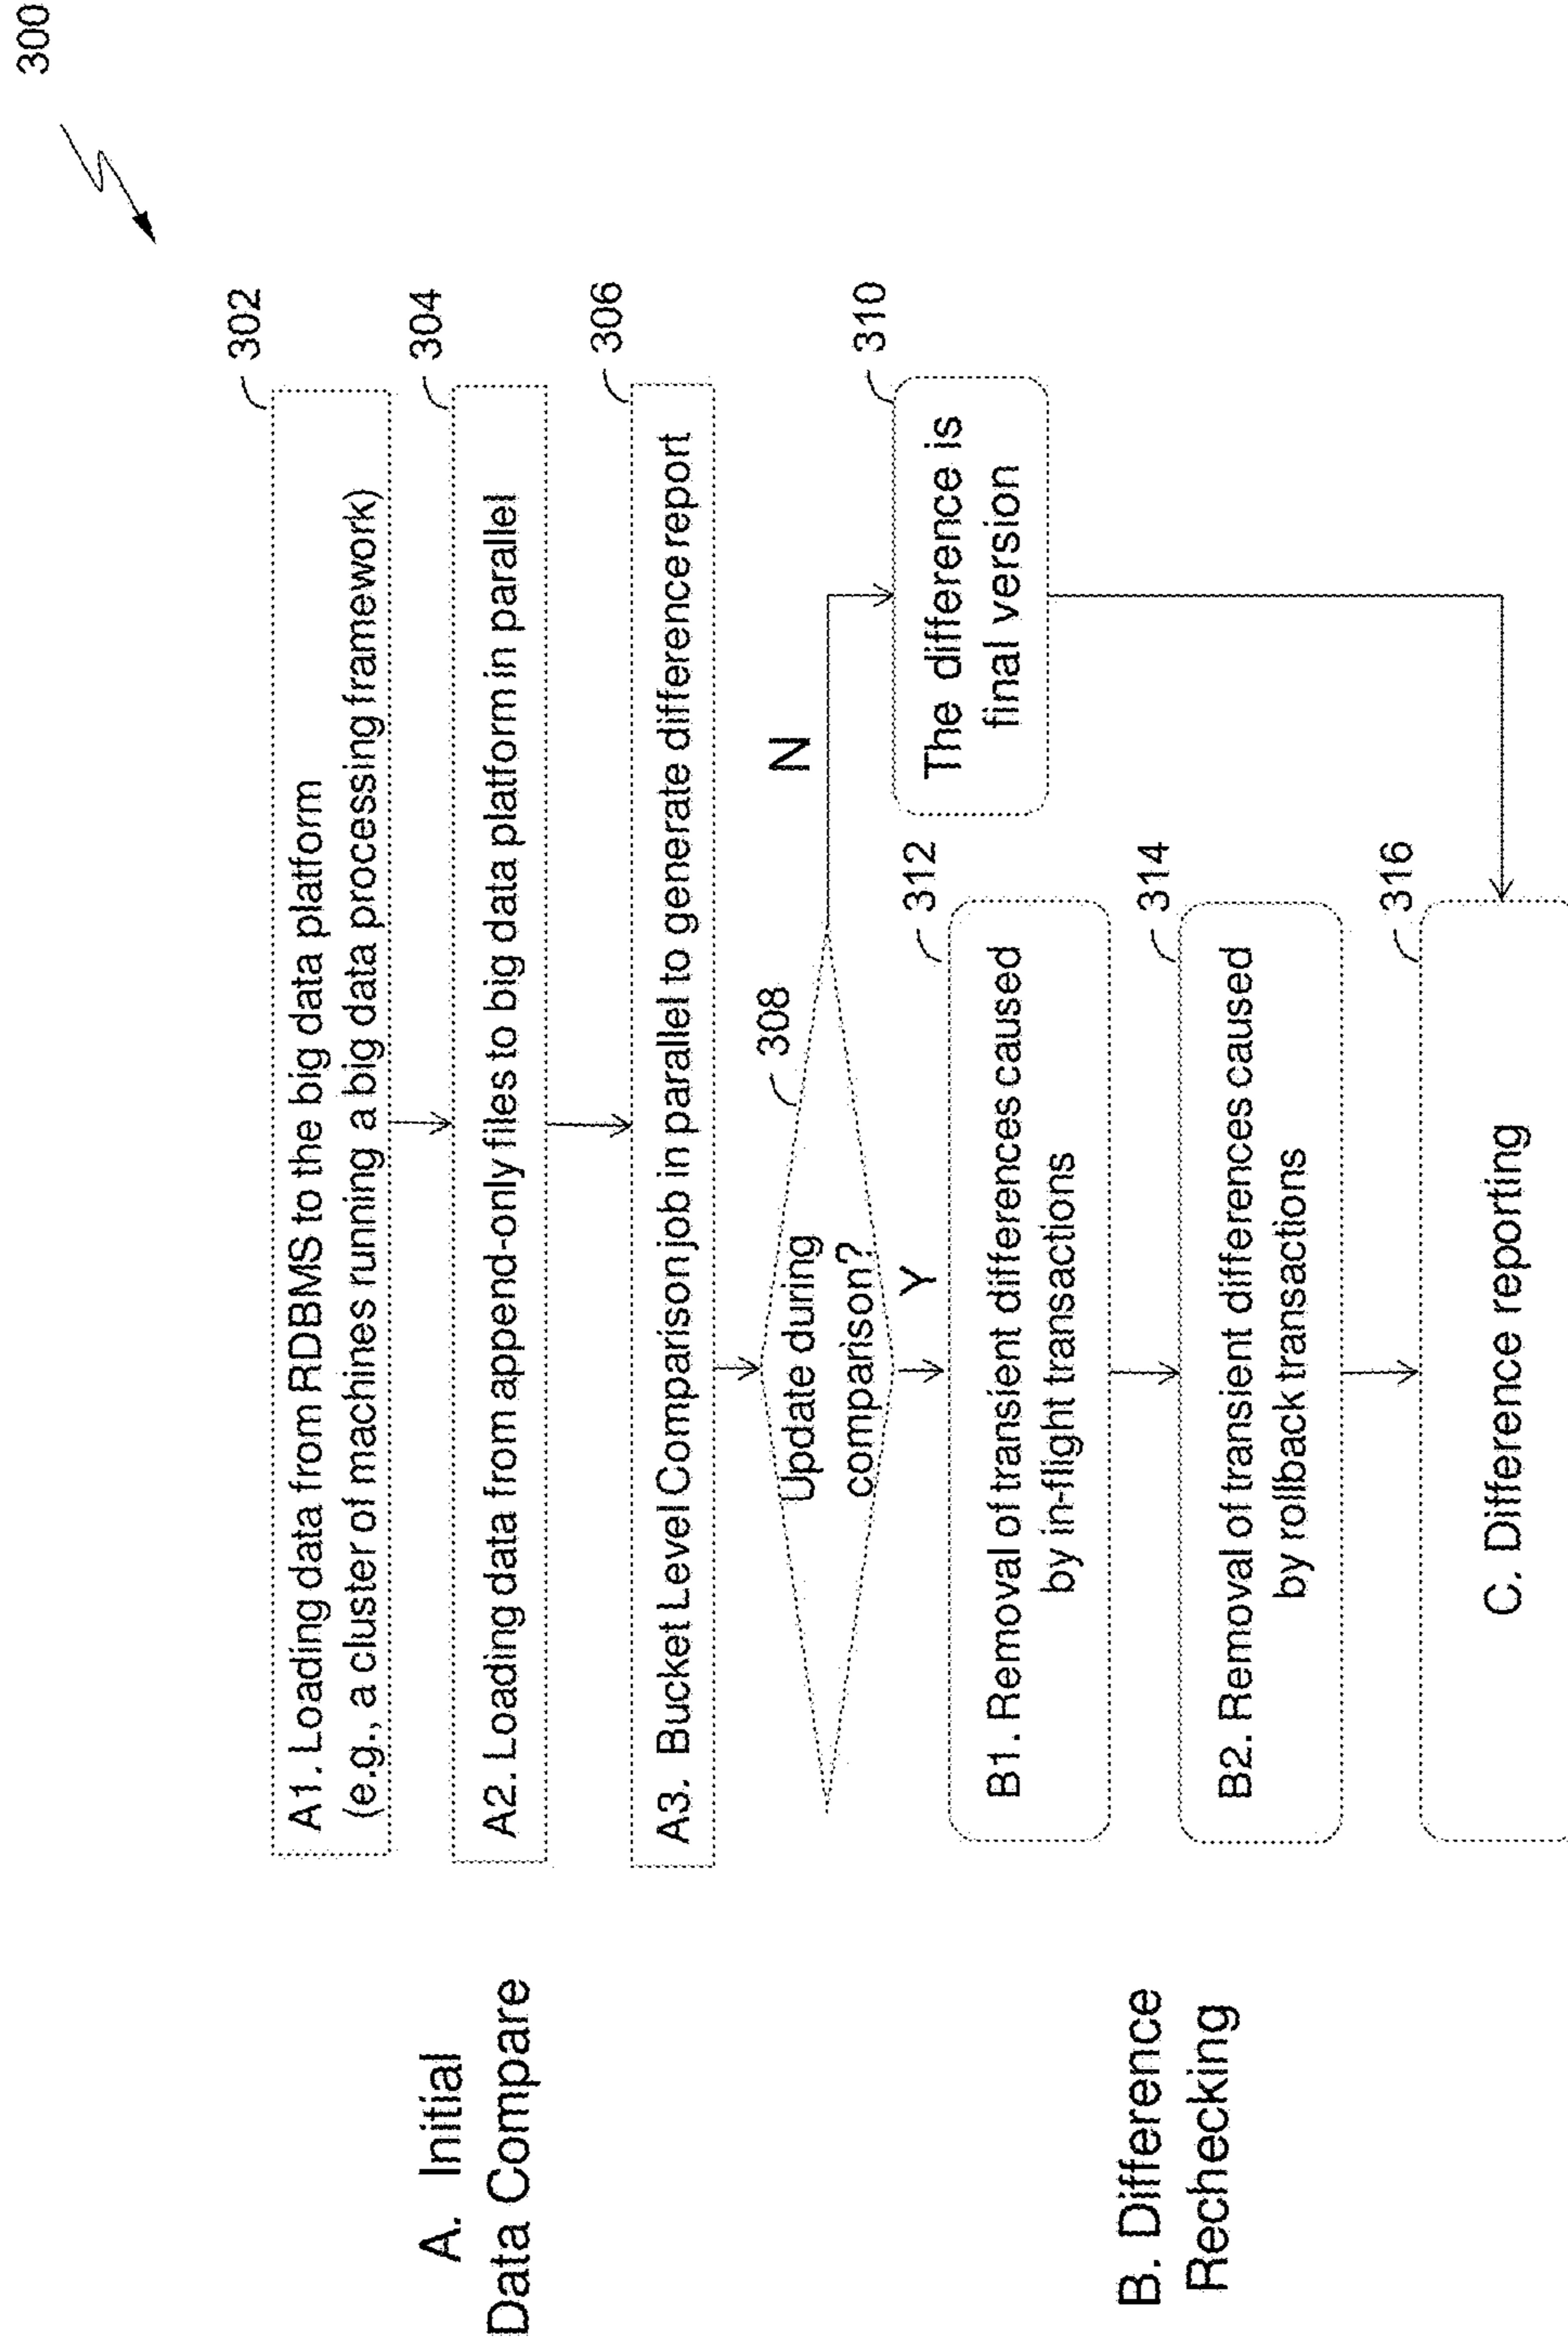 300
302
A1. Loading data from RDBMS to the big data platform
(e.g., a cluster of machines running a big data processing framework)
304
A2. Loading data from append-only files to big data platform in parallel
A. Initial
Data Compare
306
A3. Bucket Level Comparison job in parallel to generate difference report
308
Update during
comparison?
N
Y
310
The difference is
final version
312
B1. Removal of transient differences caused
by in-flight transactions
B. Difference
Rechecking
314
B2. Removal of transient differences caused
by rollback transactions
316
C. Difference reporting